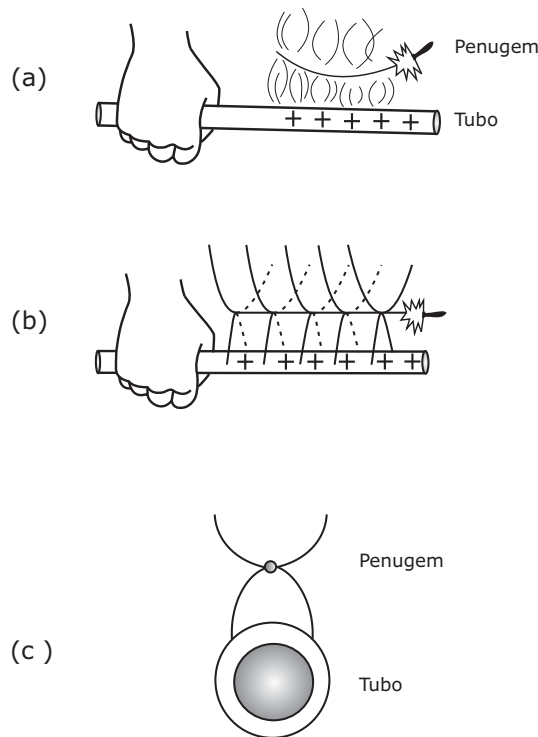 (a)
Penugem
Tubo
+ + + + +
(b)
+ + + + + +
(c )
Penugem
Tubo